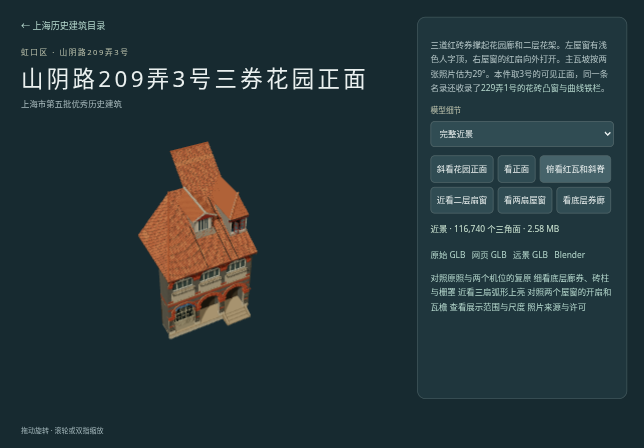 ← 上海历史建筑目录
虹口区 · 山阴路209弄3号
山阴路209弄3号三券花园正面
上海市第五批优秀历史建筑
三道红砖券撑起花园廊和二层花架。左屋窗有浅
色人字顶，右屋窗的红扇向外打开。主瓦坡按两
张照片估为29°。本件取3号的可见正面，同一条
名录还收录了229弄1号的花砖凸窗与曲线铁栏。
模型细节
完整近景
斜看花园正面 看正面 俯看红瓦和斜脊
近看二层扇窗 看两扇屋窗 看底层券廊
近景 · 116,740 个三角面 · 2.58 MB
原始 GLB 网页 GLB 远景 GLB Blender
对照原照与两个机位的复原 细看底层廊券、砖柱
与栅罩 近看三扇弧形上亮 对照两个屋窗的开扇和
瓦檐 查看展示范围与尺度 照片来源与许可
拖动旋转 · 滚轮或双指缩放